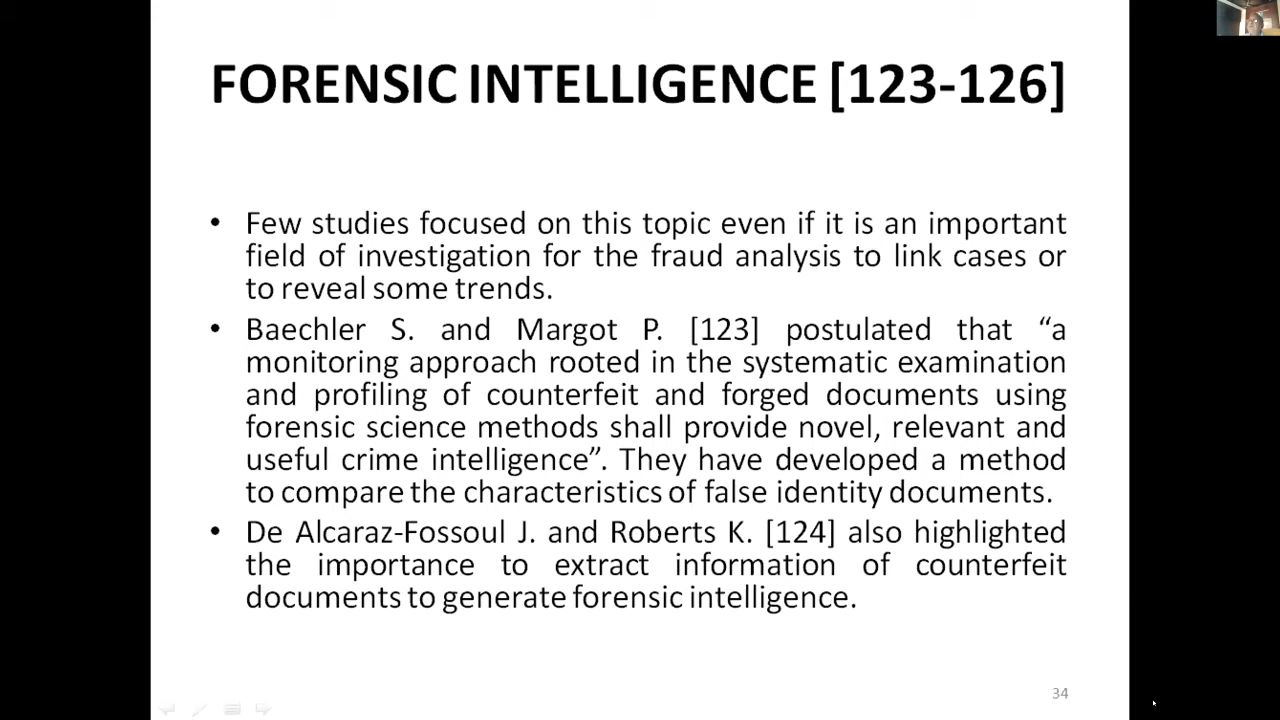 FORENSIC INTELLIGENCE [123-126]
• Few studies focused on this topic even if it is an important
field of investigation for the fraud analysis to link cases or
to reveal some trends.
• Baechler S. and Margot P. [123] postulated that “a
monitoring approach rooted in the systematic examination
and profiling of counterfeit and forged documents using
forensic science methods shall provide novel, relevant and
useful crime intelligence”. They have developed a method
to compare the characteristics of false identity documents.
• De Alcaraz-Fossoul J. and Roberts K. [124] also highlighted
the importance to extract information of counterfeit
documents to generate forensic intelligence.
34